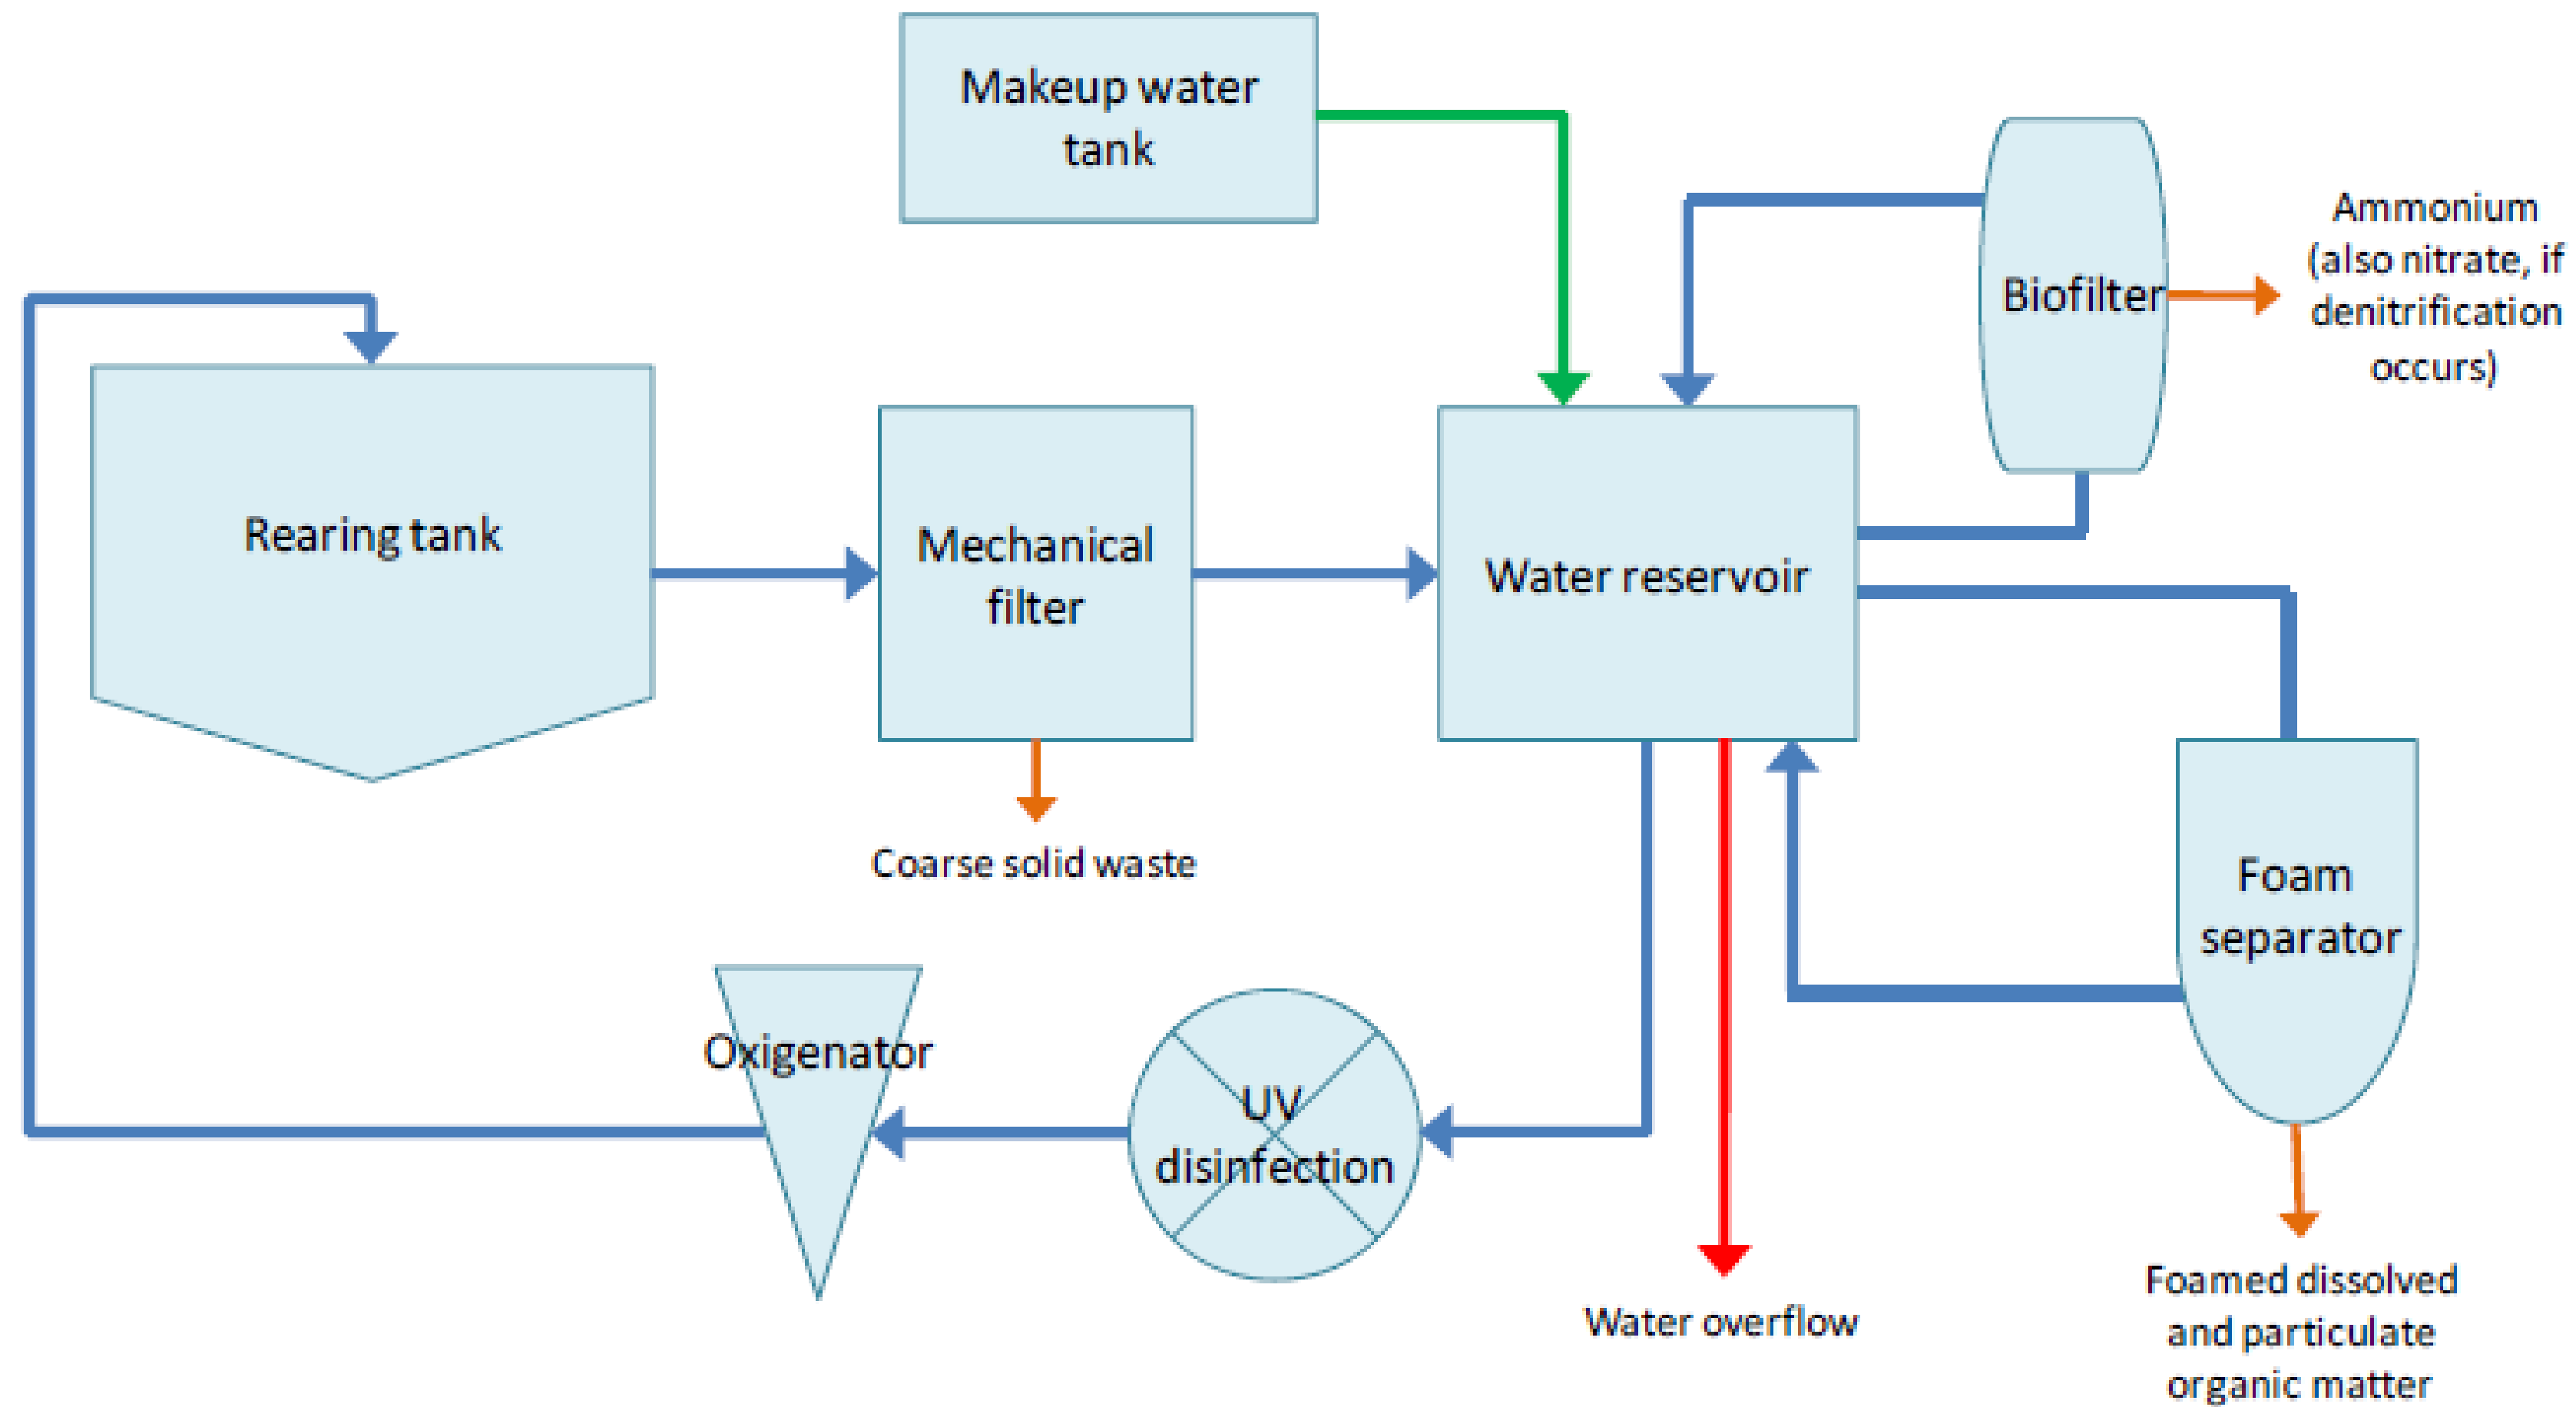 Makeup water
tank
Biofilter
Ammonium
(also nitrate, if
denitrification
occurs)
Rearing tank
Mechanical
filter
Water reservoir
Coarse solid waste
Foam
separator
Oxigenator
UV
disinfection
Water overflow
Foamed dissolved
and particulate
organic matter